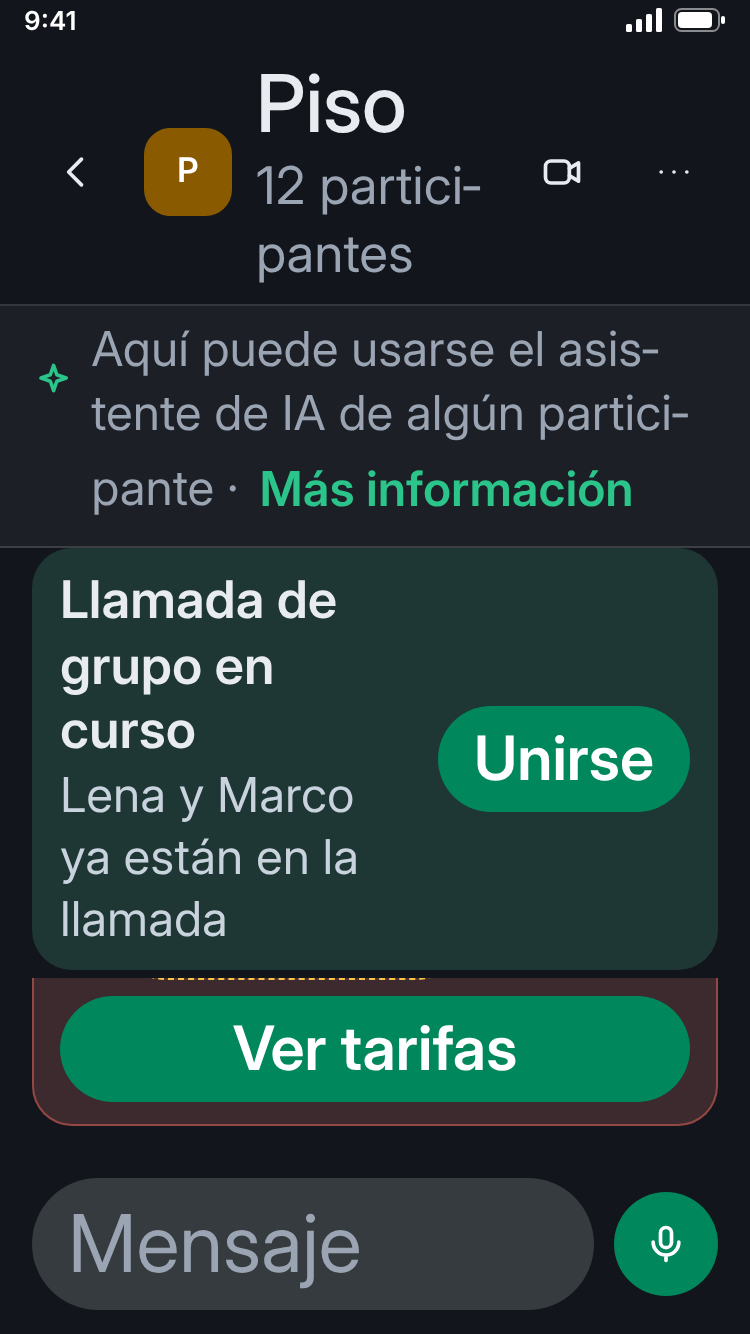 9:41
Piso
P
12 partici-
pantes
Aquí puede usarse el asis-
tente de IA de algún partici-
pante · Más información
Llamada de
grupo en
curso
Unirse
Lena y Marco
ya están en la
llamada
Ver tarifas
Mensaje